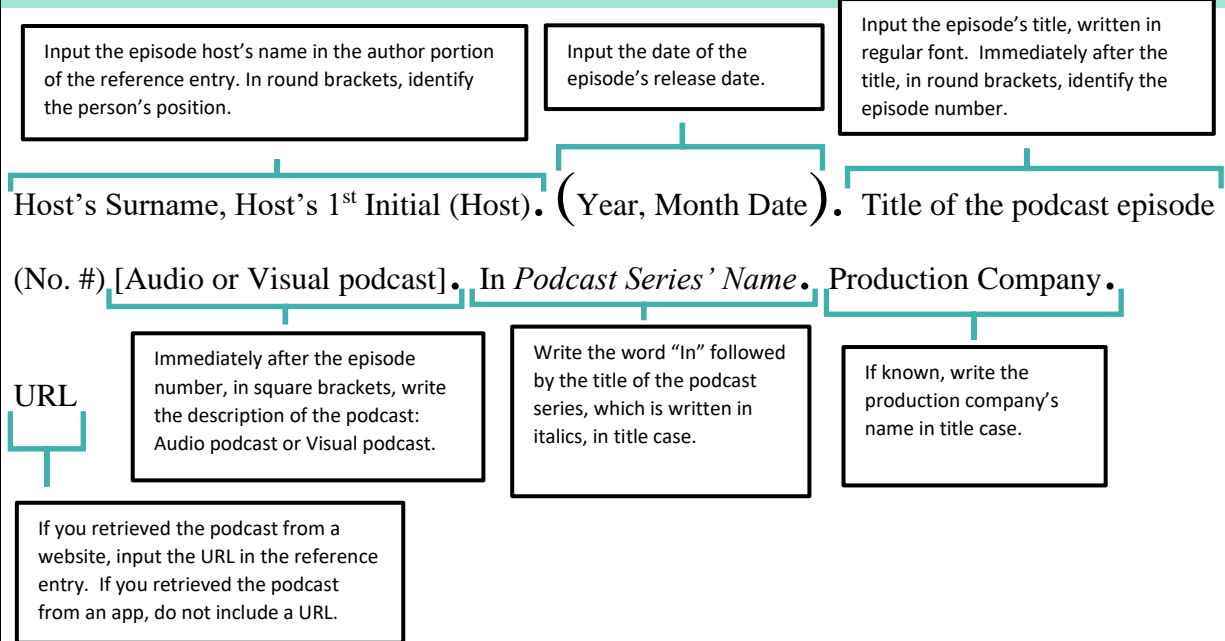 Input the episode host’s name in the author portion
of the reference entry. In round brackets, identify
the person’s position.
Input the date of the
episode’s release date.
Input the episode’s title, written in
regular font.  Immediately after the
title, in round brackets, identify the
episode number.
Host’s Surname, Host’s 1st Initial (Host). (Year, Month Date). Title of the podcast episode
(No. #) [Audio or Visual podcast]. In Podcast Series’ Name. Production Company.
Immediately after the episode
number, in square brackets, write
the description of the podcast:
Audio podcast or Visual podcast.
Write the word “In” followed
by the title of the podcast
series, which is written in
italics, in title case.
If known, write the
production company’s
name in title case.
URL
If you retrieved the podcast from a
website, input the URL in the reference
entry.  If you retrieved the podcast
from an app, do not include a URL.